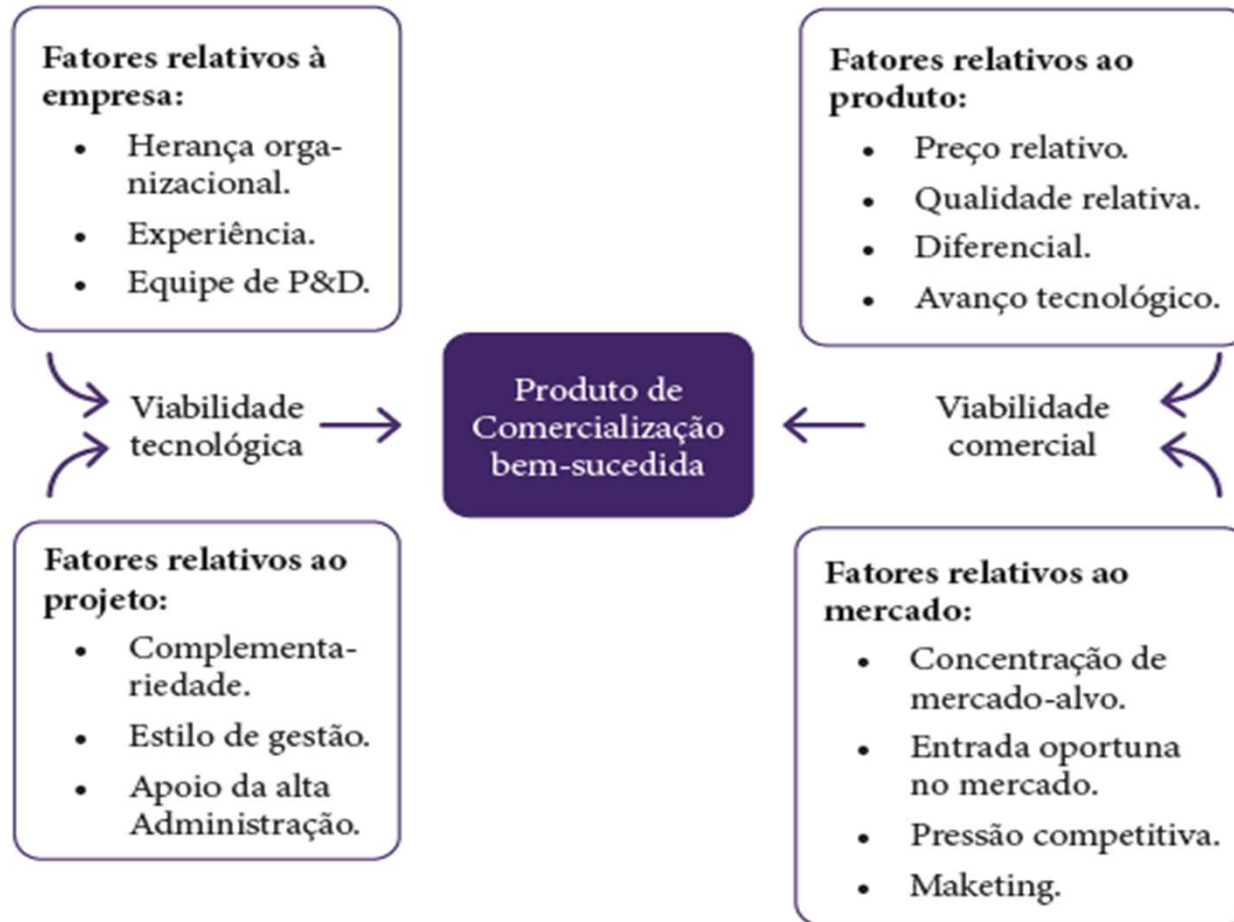 Fatores relativos à
empresa:
• Herança orga-
nizacional.
• Experiência.
• Equipe de P&D.
Fatores relativos ao
produto:
• Preço relativo.
• Qualidade relativa.
• Diferencial.
• Avanço tecnológico.
Viabilidade
tecnológica
Produto de
Comercialização
bem-sucedida
Viabilidade
comercial
Fatores relativos ao
projeto:
• Complementa-
riedade.
• Estilo de gestão.
• Apoio da alta
Administração.
Fatores relativos ao
mercado:
• Concentração de
mercado-alvo.
• Entrada oportuna
no mercado.
• Pressão competitiva.
• Maketing.